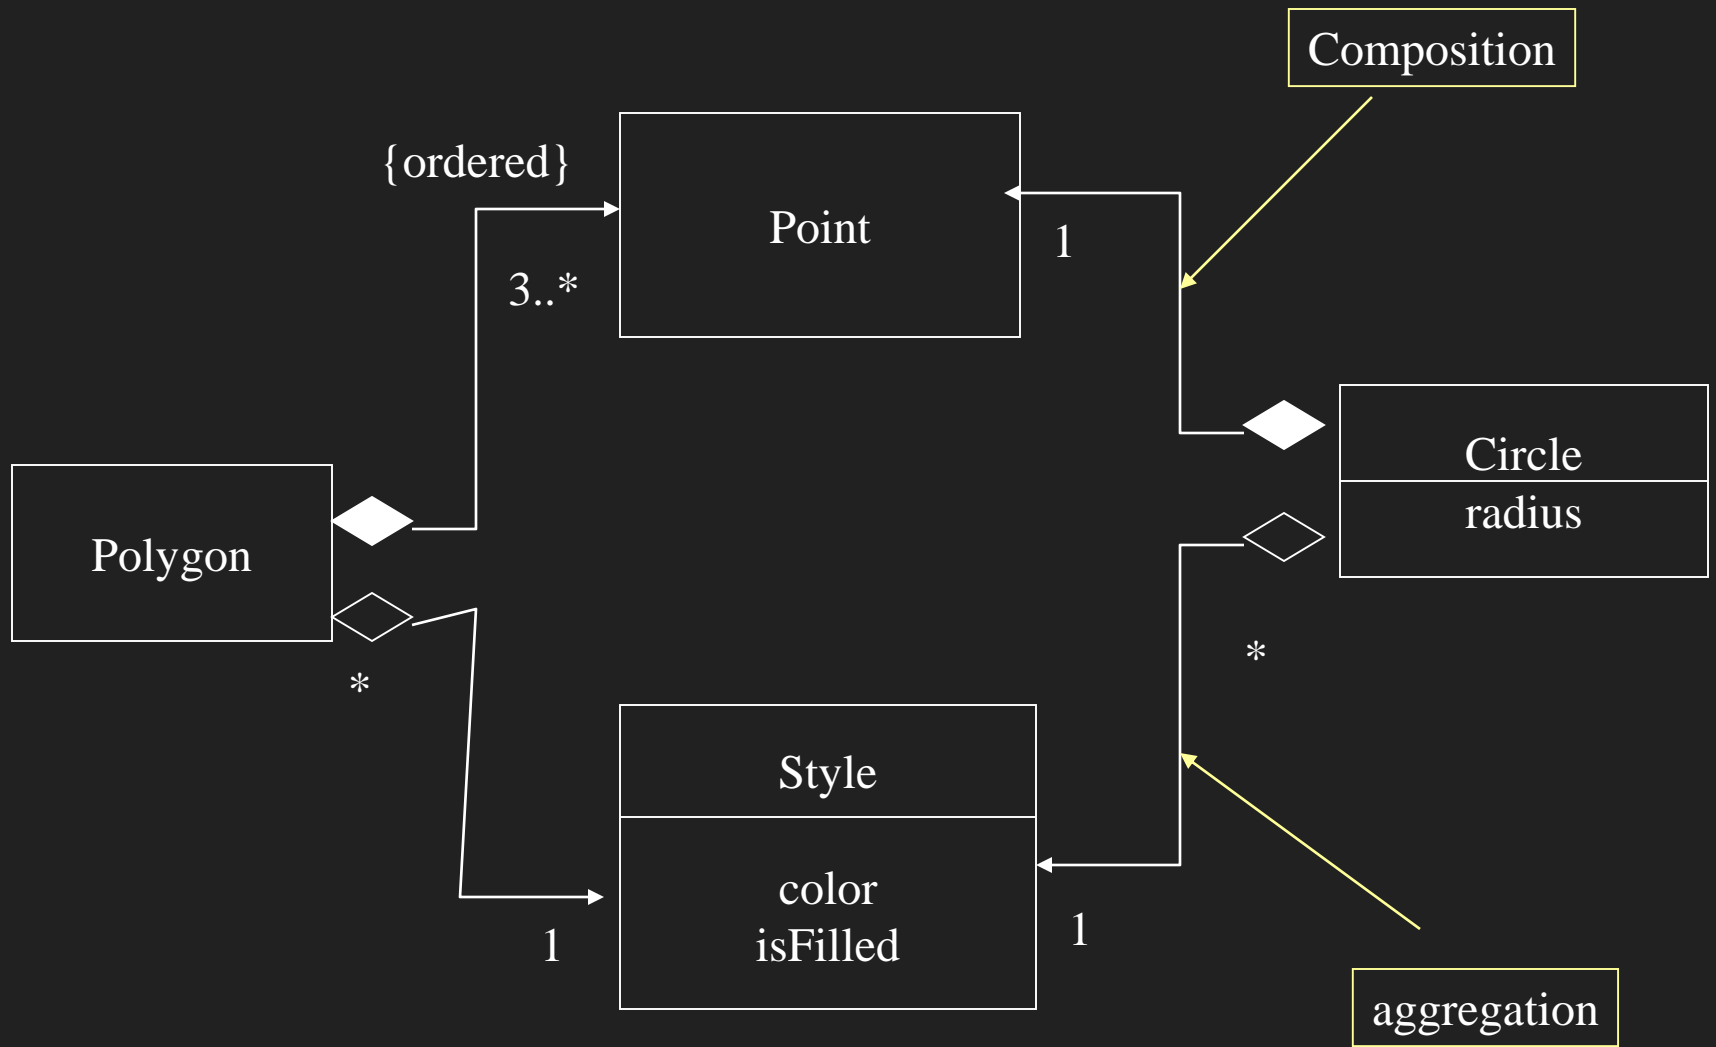 Composition
{ordered}
Point
1
3..*
Circle
radius
Polygon
*
*
Style
color
isFilled
1
1
aggregation